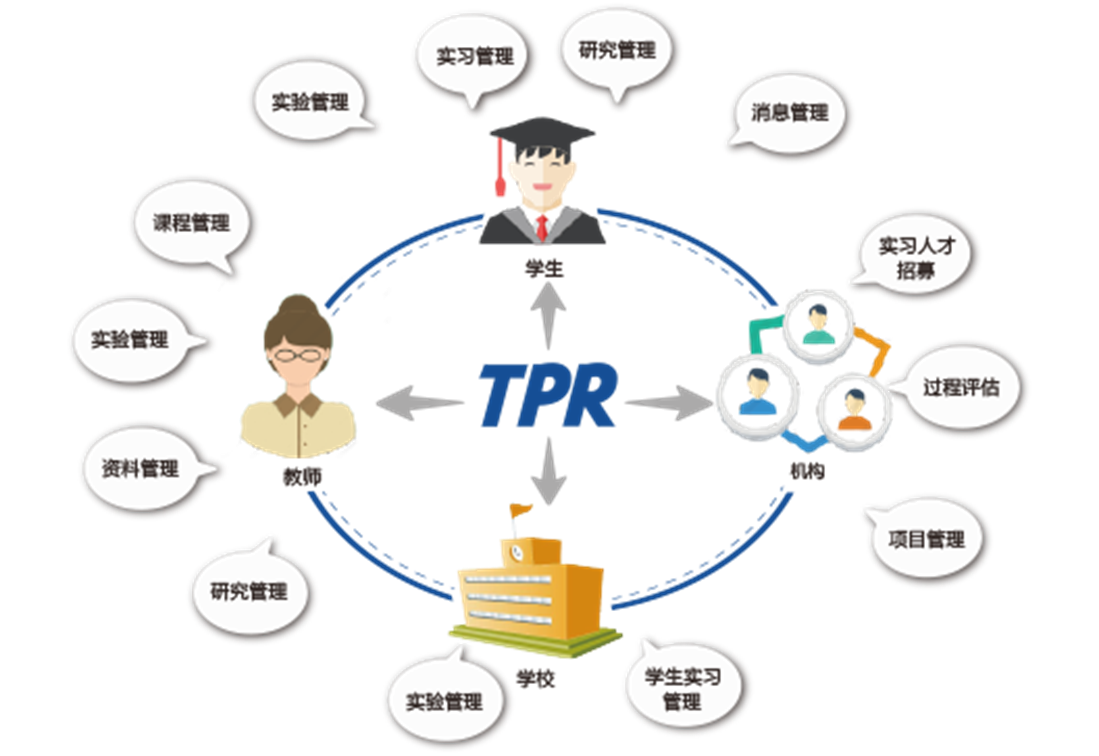 实习管理
研究管理
实验管理
消息管理
课程管理
学生
实习人才
招募
实验管理
TPR
过程评估
资料管理
教师
机构
研究管理
项目管理
实验管理
学校
学生实习
管理